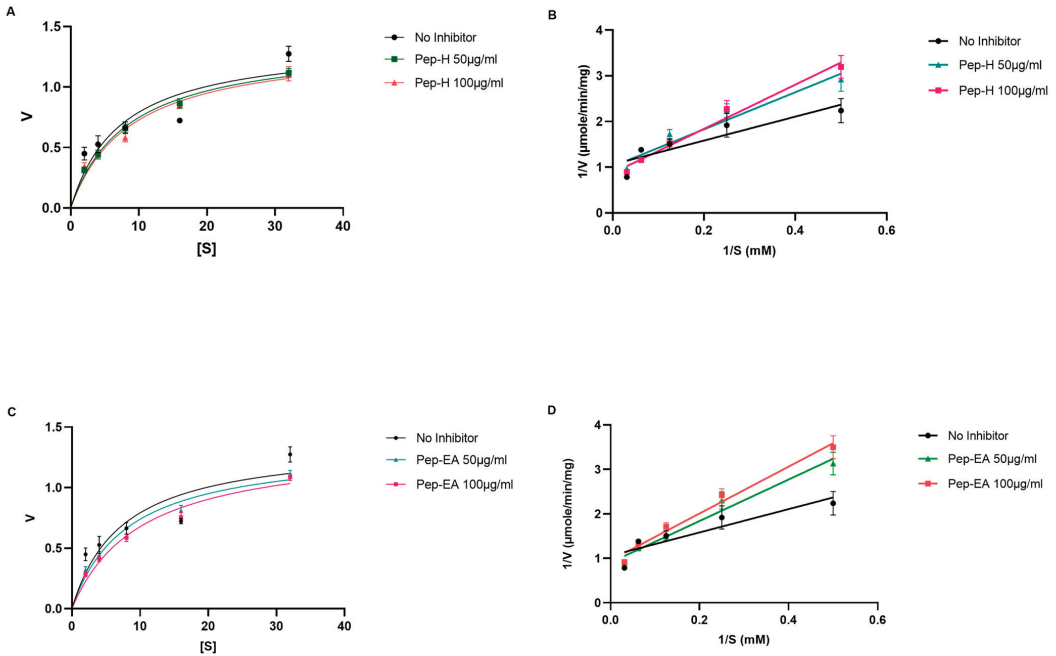 A
1.5
1.0
0.5
0.0
V
0 10 20 30 40
[S]
No Inhibitor
Pep-H 50µg/ml
Pep-H 100µg/ml
B
4
3
2
1
0
1/V (µmole/min/mg)
0.0 0.2 0.4 0.6
1/S (mM)
No Inhibitor
Pep-H 50µg/ml
Pep-H 100µg/ml
C
1.5
1.0
0.5
0.0
V
0 10 20 30 40
[S]
No Inhibitor
Pep-EA 50µg/ml
Pep-EA 100µg/ml
D
4
3
2
1
0
1/V (µmole/min/mg)
0.0 0.2 0.4 0.6
1/S (mM)
No Inhibitor
Pep-EA 50µg/ml
Pep-EA 100µg/ml